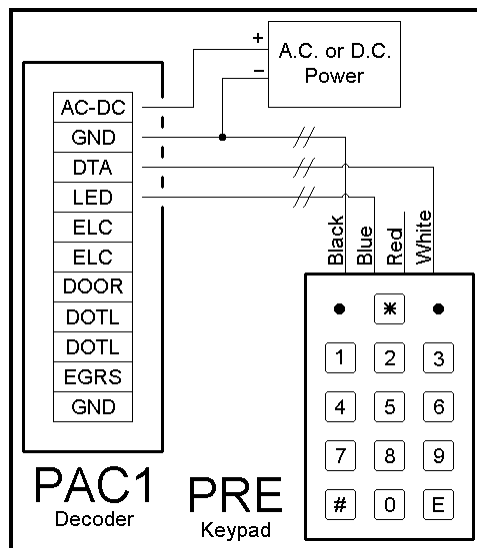 +
A.C. or D.C.
Power
–
AC-DC
GND
DTA
LED
ELC
ELC
DOOR
DOTL
DOTL
EGRS
GND
Black
Blue
Red
White
*
1 2 3
4 5 6
7 8 9
# 0 E
PAC1
Decoder
PRE
Keypad